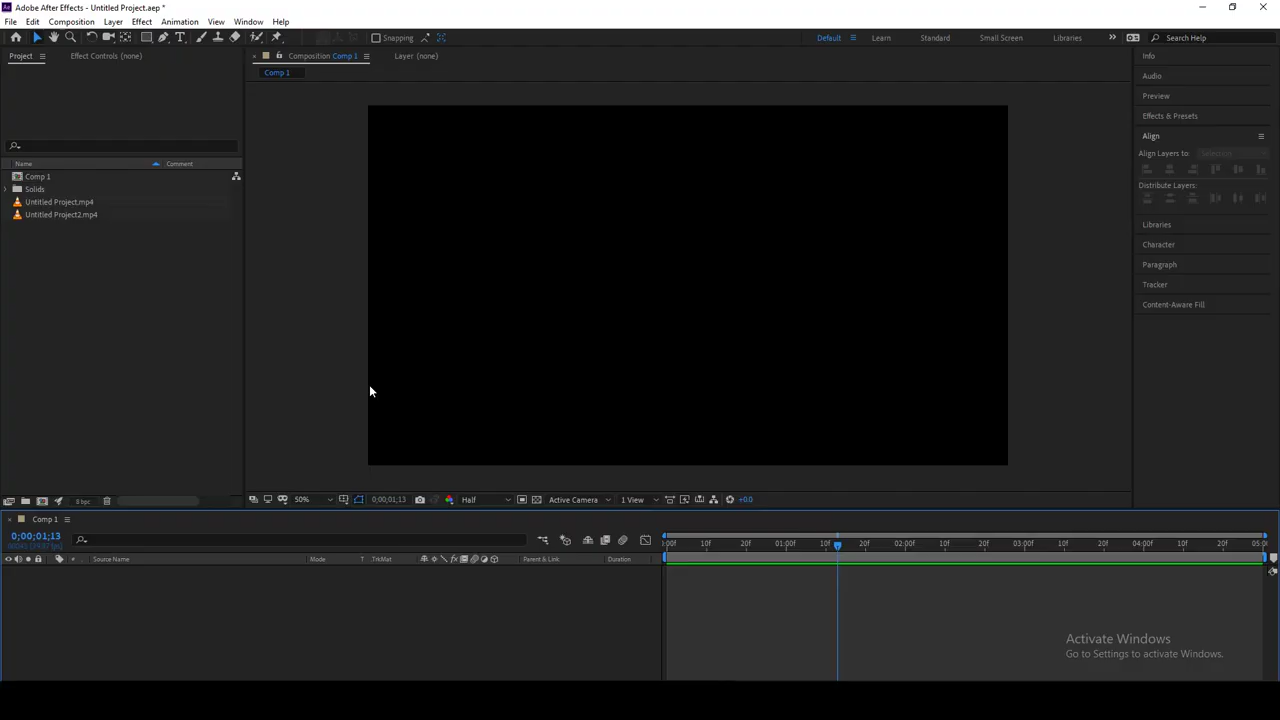 Adobe After Effects - Untitled Project.aep *
File Edit Composition Layer Effect Animation View Window Help
Snapping
Default Learn Standard Small Screen Libraries Search Help
Project Effect Controls (none) Composition Comp 1 Layer (none)
Comp 1
Name Comment
Comp 1
Solids
Untitled Project.mp4
Untitled Project2.mp4
Info
Audio
Preview
Effects & Presets
Align
Align Layers to: Selection
Distribute Layers:
Libraries
Character
Paragraph
Tracker
Content-Aware Fill
8 bpc 50% 0;00;01;13 Half Active Camera 1 View +0.0
Comp 1
0;00;01;13
:00f 10f 20f 01:00f 10f 20f 02:00f 10f 20f 03:00f 10f 20f 04:00f 10f 20f 05:0
# Source Name Mode T .TrkMat Parent & Link Duration
Activate Windows
Go to Settings to activate Windows.